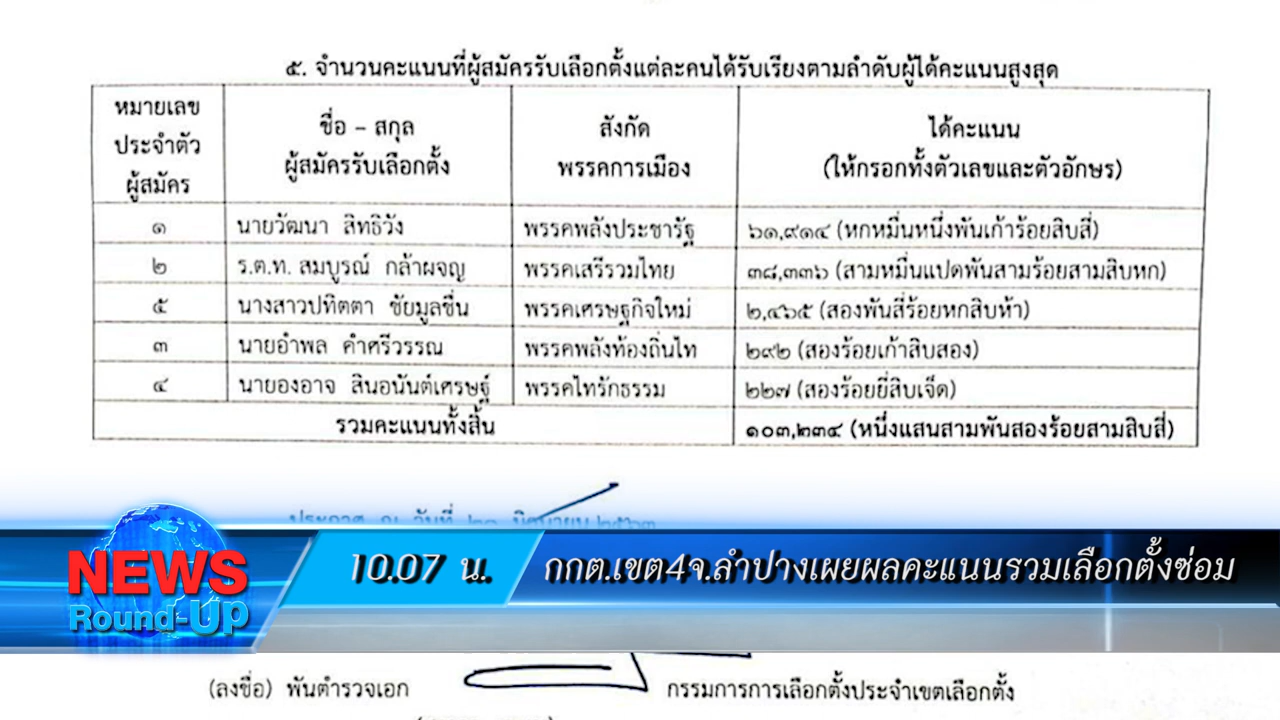 ๕. จำนวนคะแนนที่ผู้สมัครรับเลือกตั้งแต่ละคนได้รับเรียงตามลำดับผู้ได้คะแนนสูงสุด
หมายเลข
ประจำตัว
ผู้สมัคร
ชื่อ – สกุล
ผู้สมัครรับเลือกตั้ง
สังกัด
พรรคการเมือง
ได้คะแนน
(ให้กรอกทั้งตัวเลขและตัวอักษร)
๑ นายวัฒนา สิทธิวัง พรรคพลังประชารัฐ ๖๑,๙๑๔ (หกหมื่นหนึ่งพันเก้าร้อยสิบสี่)
๒ ร.ต.ท. สมบูรณ์ กล้าผจญ พรรคเสรีรวมไทย ๓๘,๓๓๖ (สามหมื่นแปดพันสามร้อยสามสิบหก)
๕ นางสาวปทิตตา ชัยมูลชื่น พรรคเศรษฐกิจใหม่ ๒,๔๖๕ (สองพันสี่ร้อยหกสิบห้า)
๓ นายอำพล คำศรีวรรณ พรรคพลังท้องถิ่นไท ๒๙๒ (สองร้อยเก้าสิบสอง)
๔ นายองอาจ สินอนันต์เศรษฐ์ พรรคไทรักธรรม ๒๒๗ (สองร้อยยี่สิบเจ็ด)
รวมคะแนนทั้งสิ้น ๑๐๓,๒๓๔ (หนึ่งแสนสามพันสองร้อยสามสิบสี่)
ประกาศ ณ วันที่ มิถุนายน ๒๕๖๓
NEWS
Round-Up
10.07 น. กกต.เขต4จ.ลำปางเผยผลคะแนนรวมเลือกตั้งซ่อม
(ลงชื่อ) พันตำรวจเอก กรรมการการเลือกตั้งประจำเขตเลือกตั้ง